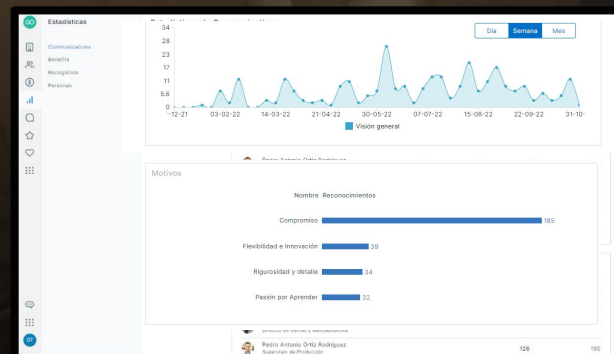 GO
Estadísticas
Communications
Benefits
Recognition
Personas
Día Semana Mes
34
28
23
17
11
5.6
0
-12-21 03-02-22 14-03-22 21-04-22 30-05-22 07-07-22 15-08-22 22-09-22 31-10-
Visión general
Pedro Antonio Ortiz Rodríguez
Motivos
Nombre Reconocimientos
Compromiso 185
Flexibilidad e Innovación 39
Rigurosidad y detalle 34
Pasión por Aprender 32
Pedro Antonio Ortiz Rodríguez 126 190
Supervisor de Producción